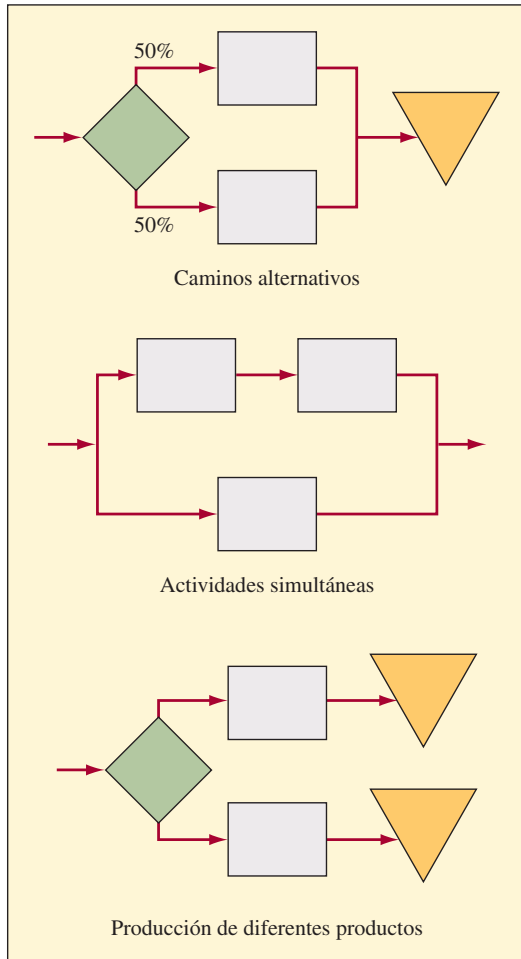 50%
50%
Caminos alternativos
Actividades simultáneas
Producción de diferentes productos